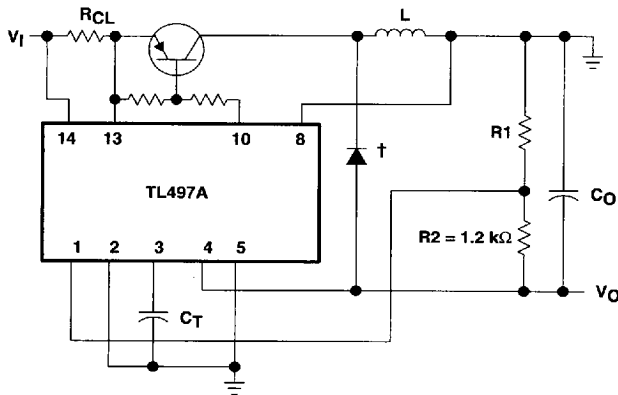 RCL
L
VI
14 13 10 8
R1
†
TL497A
CO
R2 = 1.2 kΩ
1 2 3 4 5
CT
VO